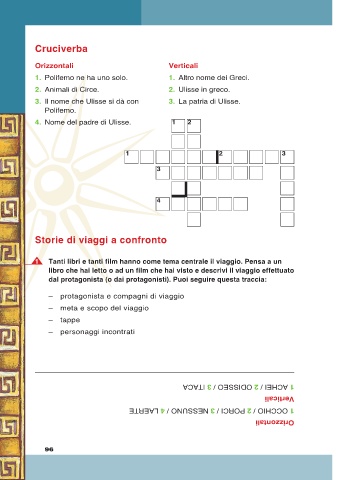 Cruciverba
Orizzontali
1. Polifemo ne ha uno solo.
2. Animali di Circe.
3. Il nome che Ulisse si dà con
Polifemo.
4. Nome del padre di Ulisse.
Verticali
1. Altro nome dei Greci.
2. Ulisse in greco.
3. La patria di Ulisse.
1 2
1 2 3
3
4
Storie di viaggi a confronto
Tanti libri e tanti film hanno come tema centrale il viaggio. Pensa a un
libro che hai letto o ad un film che hai visto e descrivi il viaggio effettuato
dal protagonista (o dai protagonisti). Puoi seguire questa traccia:
– protagonista e compagni di viaggio
– meta e scopo del viaggio
– tappe
– personaggi incontrati
Orizzontali
1 OCCHIO / 2 PORCI / 3 NESSUNO / 4 LAERTE
Verticali
1 ACHEI / 2 ODISSEO / 3 ITACA
96